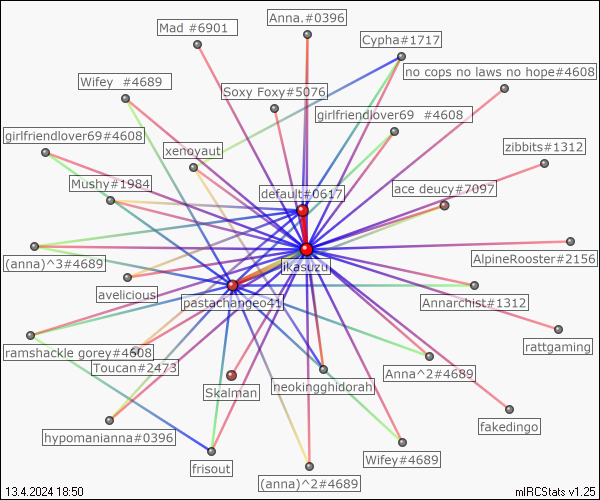 Anna.#0396
Mad #6901
Cypha#1717
no cops no laws no hope#4608
Wifey  #4689
Soxy Foxy#5076
girlfriendlover69  #4608
girlfriendlover69#4608
xenoyaut
zibbits#1312
Mushy#1984
default#0617
ace deucy#7097
(anna)^3#4689
ikasuzu
AlpineRooster#2156
avelicious
pastachangeo41
Annarchist#1312
ramshackle gorey#4608
rattgaming
Toucan#2473
Anna^2#4689
Skalman
neokingghidorah
fakedingo
hypomanianna#0396
Wifey#4689
frisout
(anna)^2#4689
13.4.2024 18:50
mIRCStats v1.25